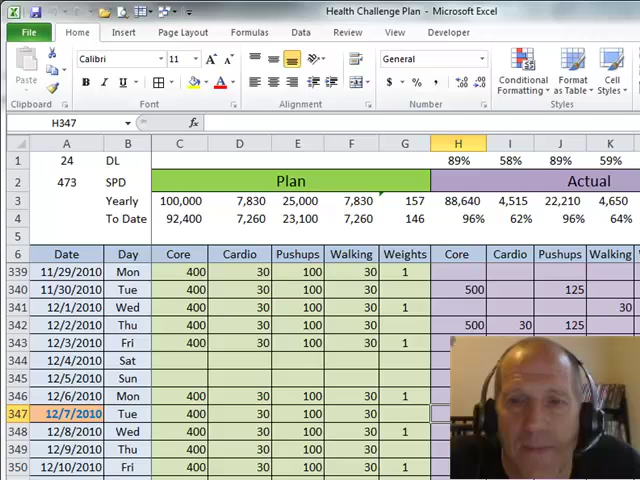 Health Challenge Plan - Microsoft Excel
File Home Insert Page Layout Formulas Data Review View Developer
Calibri 11 General
Paste B I U $ % , Conditional Formatting Format as Table Cell Styles
Clipboard Font Alignment Number Styles
H347 fx
A B C D E F G H I J K
1 24 DL 89% 58% 89% 59%
2 473 SPD Plan Actual
3 Yearly 100,000 7,830 25,000 7,830 157 88,640 4,515 22,210 4,650
4 To Date 92,400 7,260 23,100 7,260 146 96% 62% 96% 64%
5
6 Date Day Core Cardio Pushups Walking Weights Core Cardio Pushups Walking
339 11/29/2010 Mon 400 30 100 30 1
340 11/30/2010 Tue 400 30 100 30 500 125
341 12/1/2010 Wed 400 30 100 30 1 30
342 12/2/2010 Thu 400 30 100 30 500 30 125
343 12/3/2010 Fri 400 30 100 30 1
344 12/4/2010 Sat
345 12/5/2010 Sun
346 12/6/2010 Mon 400 30 100 30 1
347 12/7/2010 Tue 400 30 100 30
348 12/8/2010 Wed 400 30 100 30 1
349 12/9/2010 Thu 400 30 100 30
350 12/10/2010 Fri 400 30 100 30 1